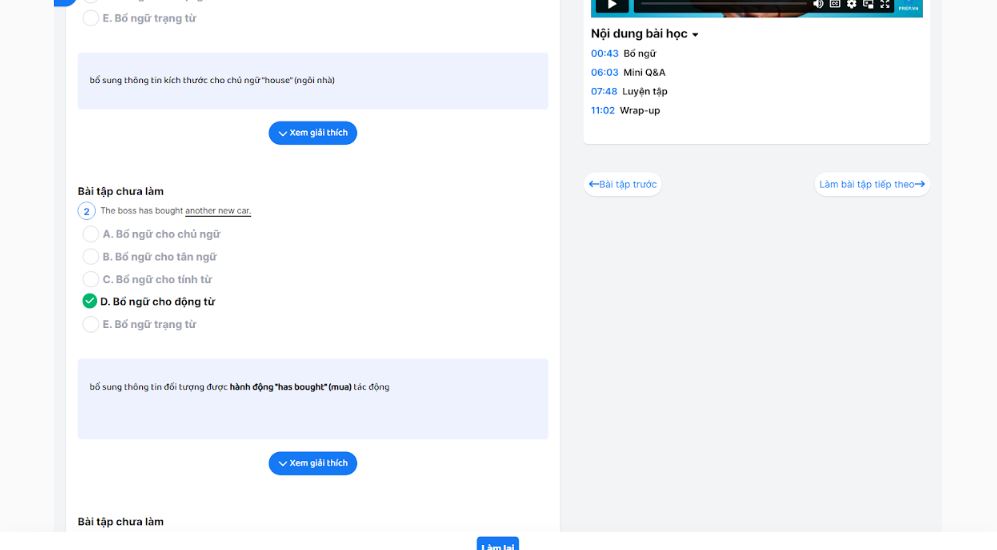 E. Bổ ngữ trạng từ
bổ sung thông tin kích thước cho chủ ngữ "house" (ngôi nhà)
Xem giải thích
Bài tập chưa làm
2 The boss has bought another new car.
A. Bổ ngữ cho chủ ngữ
B. Bổ ngữ cho tân ngữ
C. Bổ ngữ cho tính từ
D. Bổ ngữ cho động từ
E. Bổ ngữ trạng từ
bổ sung thông tin đối tượng được hành động "has bought" (mua) tác động
Xem giải thích
Bài tập chưa làm
Làm lại
PREP.VN
Nội dung bài học
00:43 Bổ ngữ
06:03 Mini Q&A
07:48 Luyện tập
11:02 Wrap-up
Bài tập trước
Làm bài tập tiếp theo